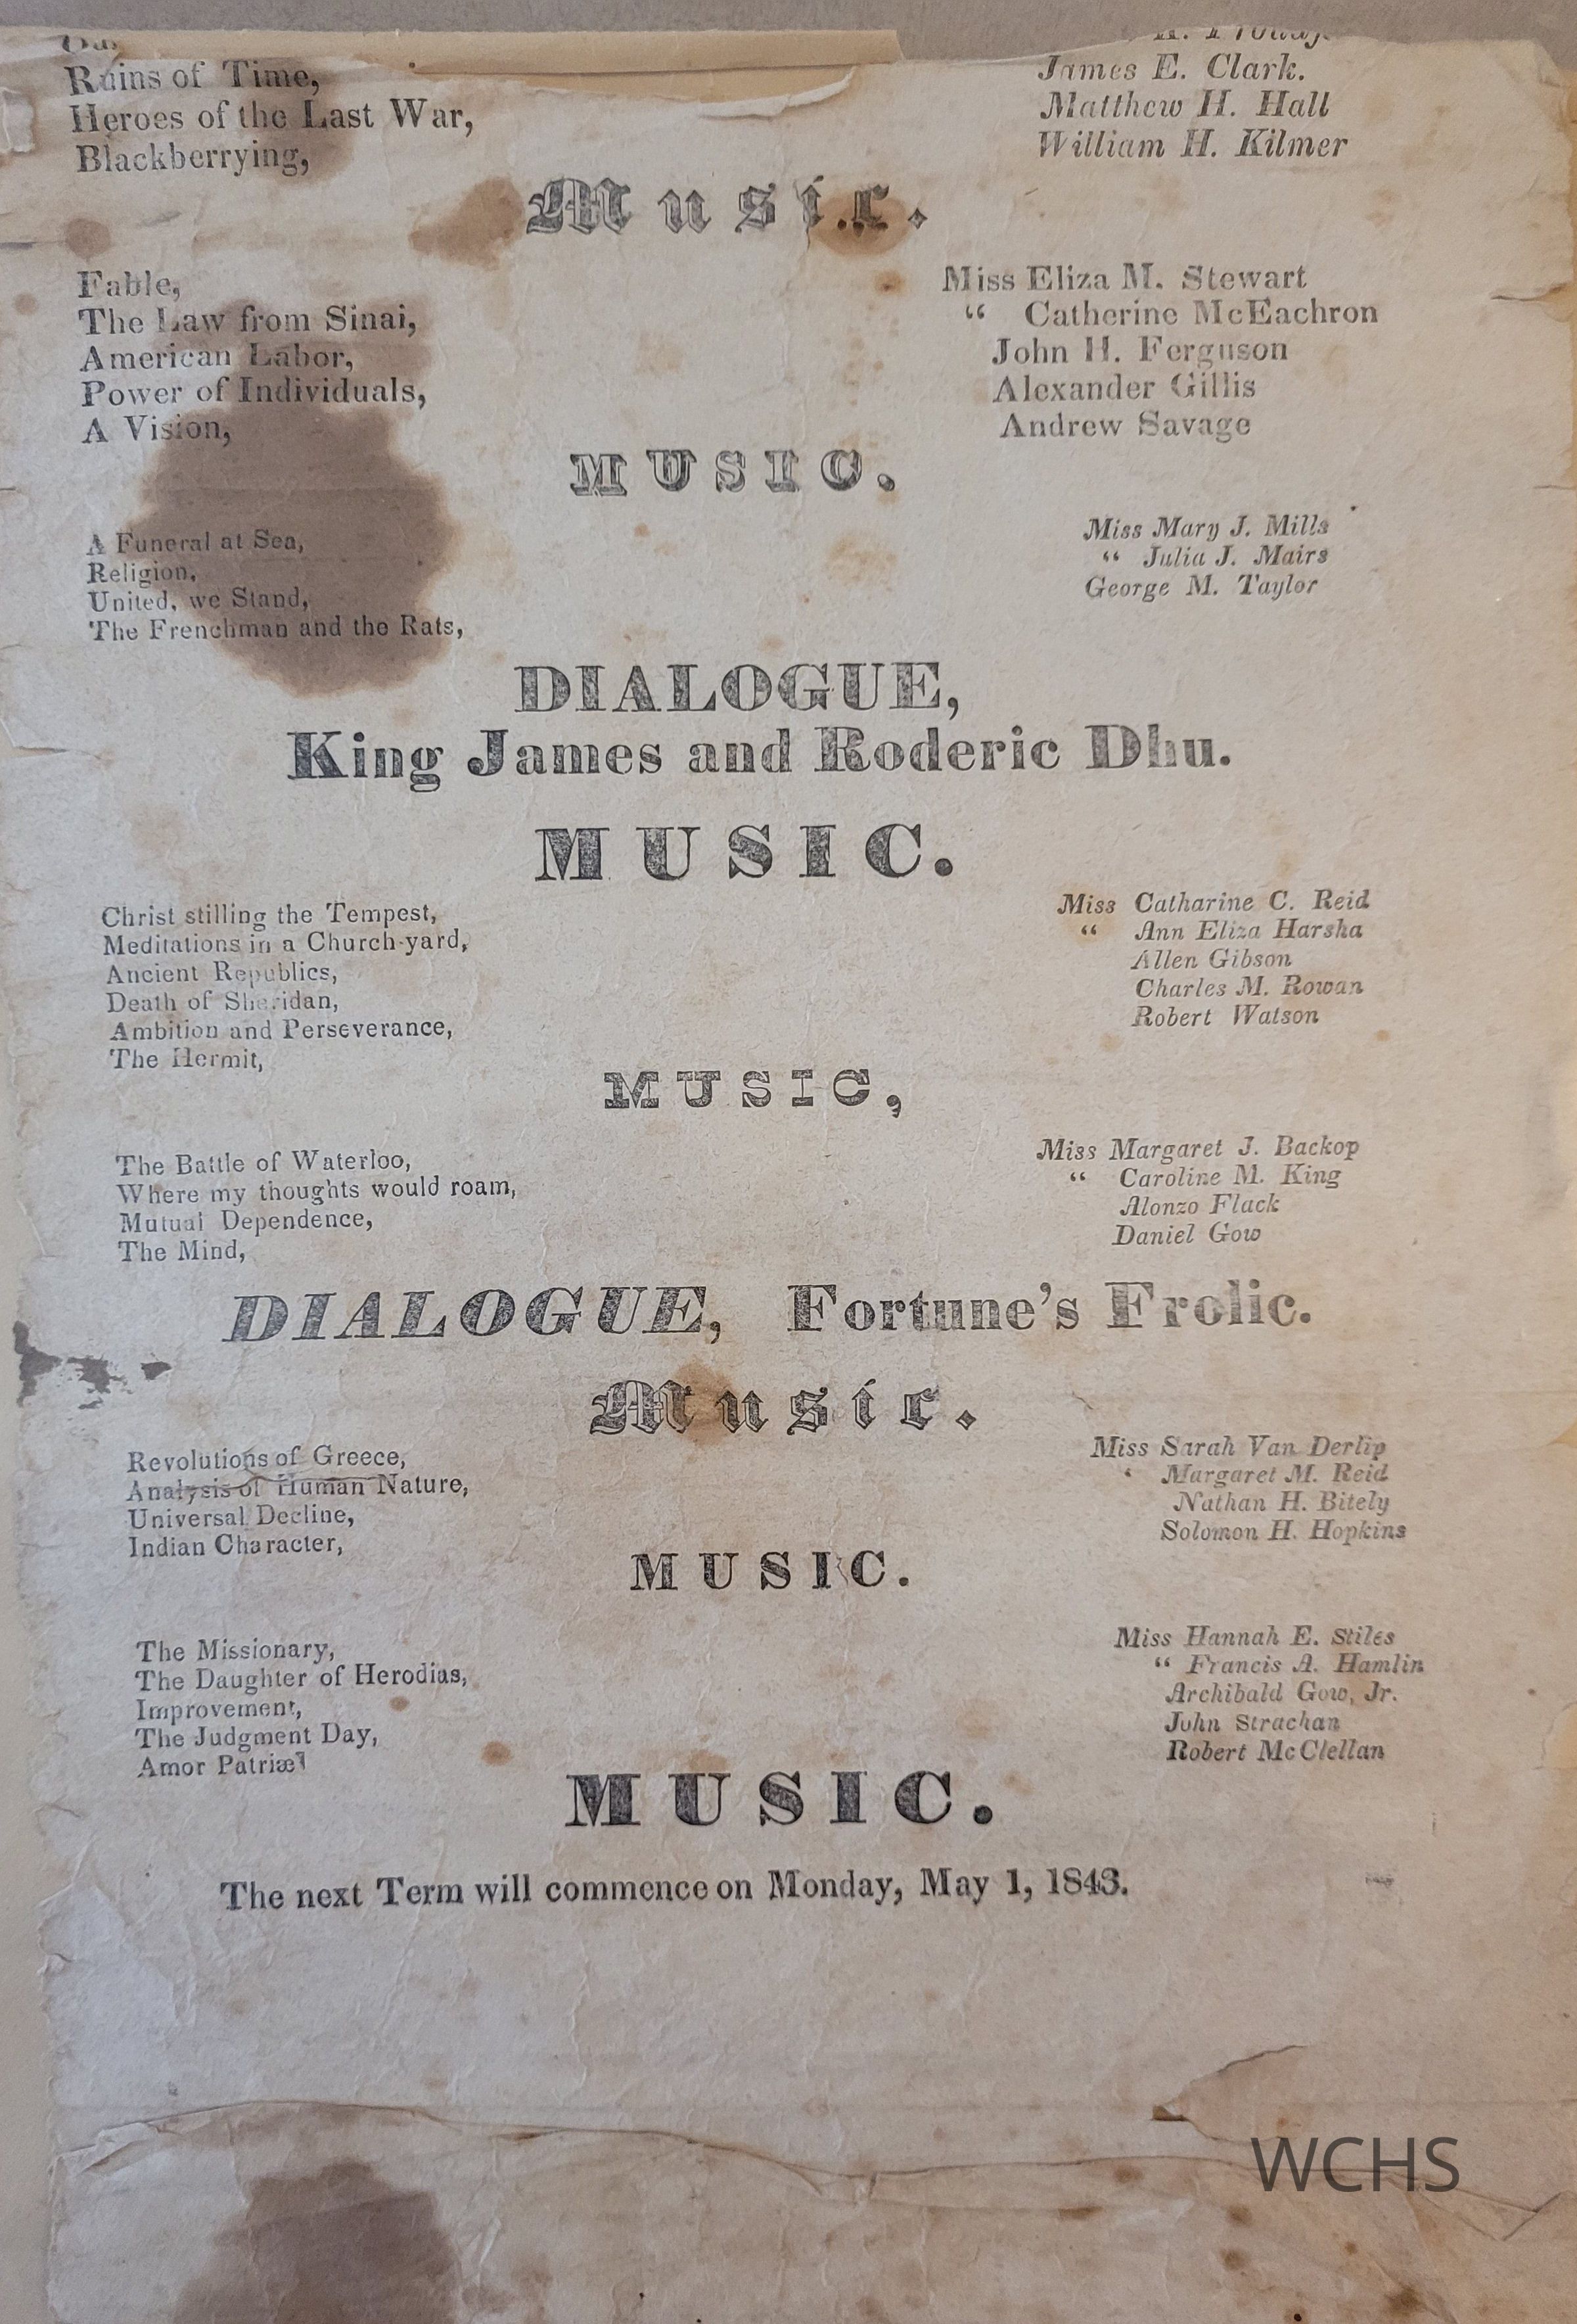 Ruins of Time, James E. Clark.
Heroes of the Last War, Matthew H. Hall
Blackberrying, William H. Kilmer
Music.
Fable, Miss Eliza M. Stewart
The Law from Sinai, “ Catherine McEachron
American Labor, John H. Ferguson
Power of Individuals, Alexander Gillis
A Vision, Andrew Savage
MUSIC.
A Funeral at Sea, Miss Mary J. Mills
Religion, “ Julia J. Mairs
United, we Stand, George M. Taylor
The Frenchman and the Rats,
DIALOGUE,
King James and Roderic Dhu.
MUSIC.
Christ stilling the Tempest, Miss Catharine C. Reid
Meditations in a Church-yard, “ Ann Eliza Harsha
Ancient Republics, Allen Gibson
Death of Sheridan, Charles M. Rowan
Ambition and Perseverance, Robert Watson
The Hermit,
MUSIC,
The Battle of Waterloo, Miss Margaret J. Backop
Where my thoughts would roam, “ Caroline M. King
Mutual Dependence, Alonzo Flack
The Mind, Daniel Gow
DIALOGUE, Fortune’s Frolic.
Music.
Revolutions of Greece, Miss Sarah Van Derlip
Analysis of Human Nature, ‘ Margaret M. Reid
Universal Decline, Nathan H. Bitely
Indian Character, Solomon H. Hopkins
MUSIC.
The Missionary, Miss Hannah E. Stiles
The Daughter of Herodias, “ Francis A. Hamlin
Improvement, Archibald Gow, Jr.
The Judgment Day, John Strachan
Amor Patriæ Robert McClellan
MUSIC.
The next Term will commence on Monday, May 1, 1843.
WCHS